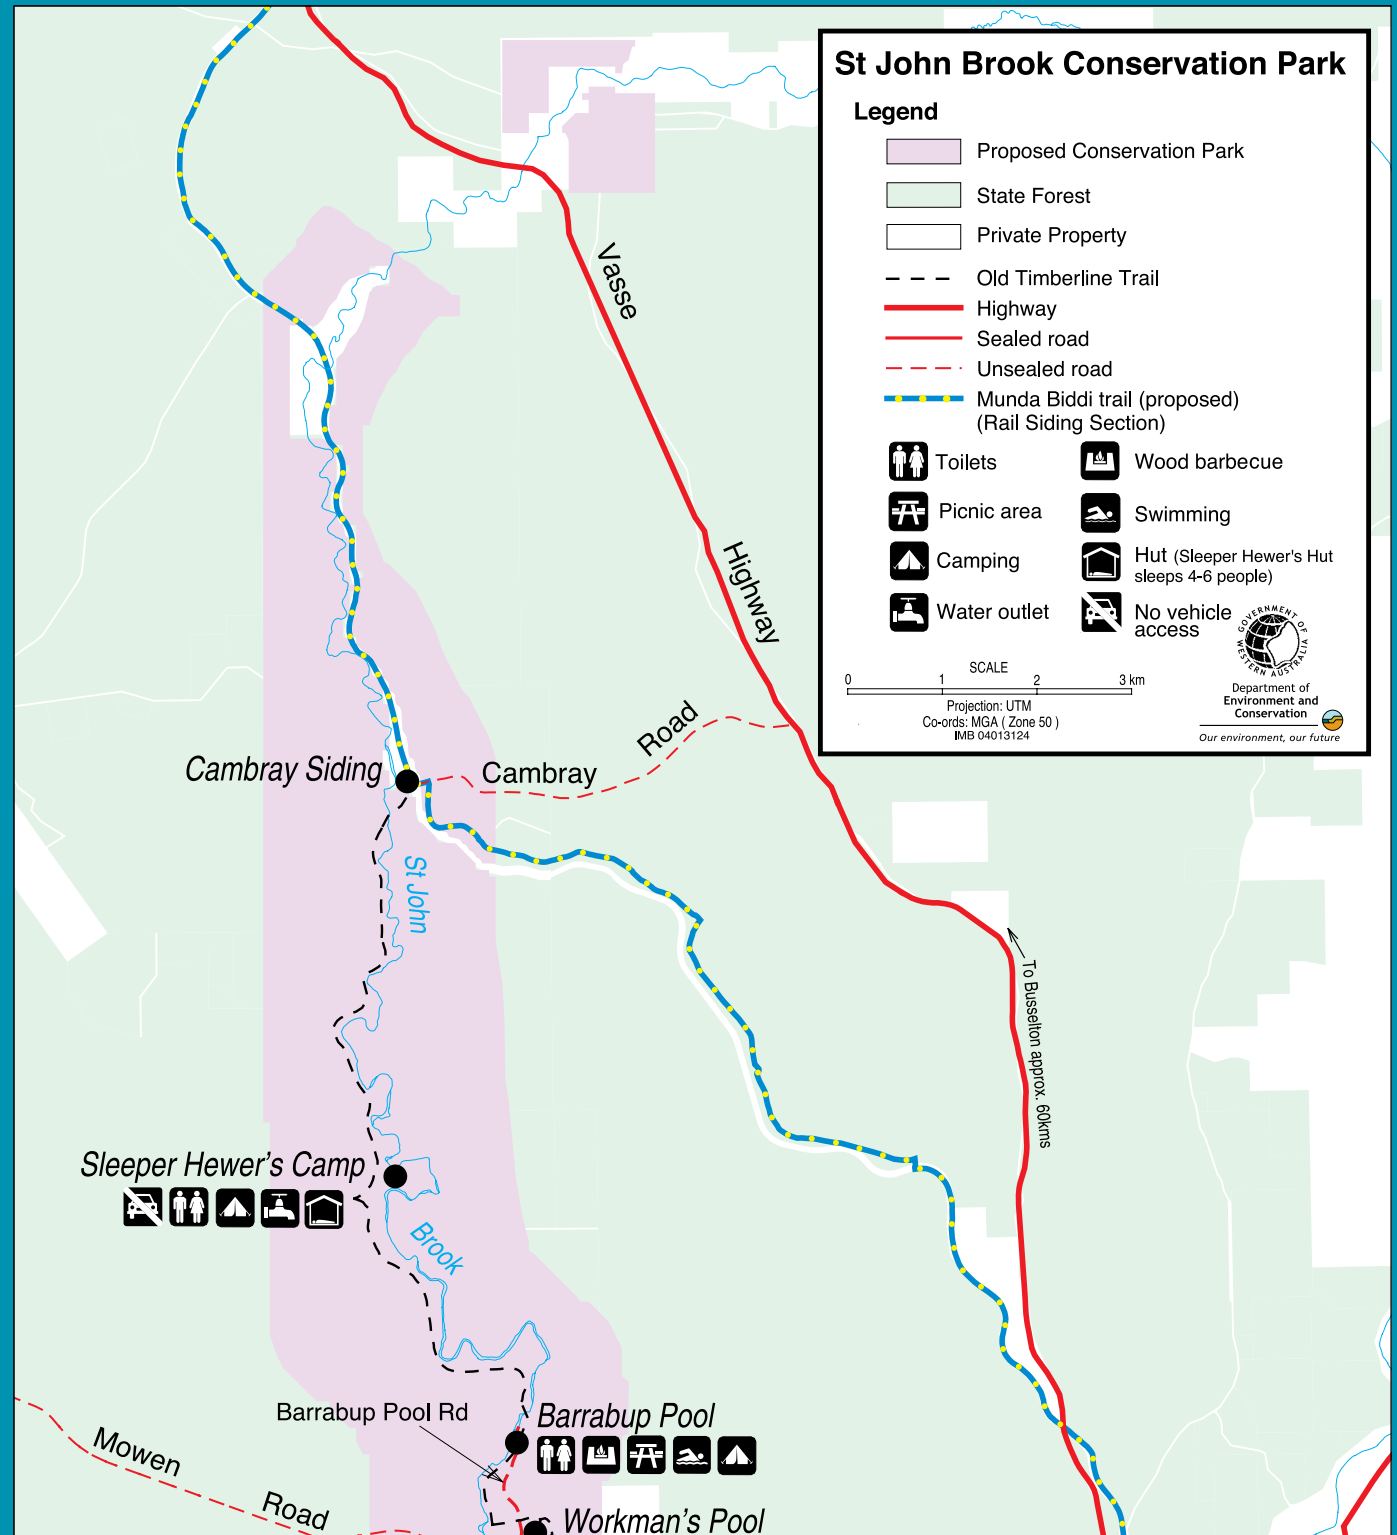 St John Brook Conservation Park
Legend
Proposed Conservation Park
State Forest
Private Property
Old Timberline Trail
Highway
Sealed road
Unsealed road
Munda Biddi trail (proposed)
(Rail Siding Section)
Toilets
Wood barbecue
Picnic area
Swimming
Camping
Hut (Sleeper Hewer's Hut
sleeps 4-6 people)
Water outlet
No vehicle
access
GOVERNMENT OF
WESTERN AUSTRALIA
SCALE
0 1 2 3 km
Projection: UTM
Co-ords: MGA ( Zone 50 )
IMB 04013124
Department of
Environment and
Conservation
Our environment, our future
Vasse
Highway
Road
Cambray
Cambray Siding
St John
To Busselton approx. 60kms
Sleeper Hewer's Camp
Brook
Barrabup Pool Rd
Barrabup Pool
Mowen
Road
Workman's Pool